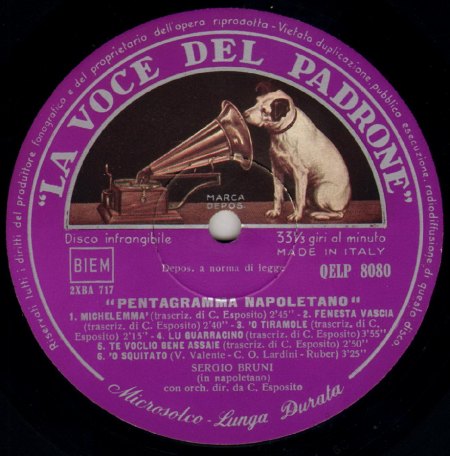 Riservati tutti i diritti del produttore fonografico e del proprietario dell'opera riprodotta - Vietata duplicazione, pubblica esecuzione, radiodiffusione di questo disco.
"LA VOCE DEL PADRONE"
MARCA
DEPOS.
Disco infrangibile
33⅓ giri al minuto
MADE IN ITALY
BIEM
Depos. a norma di legge
QELP 8080
2XBA 717
"PENTAGRAMMA NAPOLETANO"
1. MICHELEMMA' (trascriz. di C. Esposito) 2'45" - 2. FENESTA VASCIA
(trascriz. di C. Esposito) 2'40" - 3. 'O TIRAMOLE (trascriz. di C.
Esposito) 2'15" - 4. LU GUARRACINO (trascriz. di C. Esposito) 3'55"
5. TE VOGLIO BENE ASSAIE (trascriz. di C. Esposito) 2'50"
6. 'O SQUITATO (V. Valente - C. O. Lardini - Ruber) 3'25"
SERGIO BRUNI
(in napoletano)
con orch. dir. da C. Esposito
Microsolco - Lunga Durata